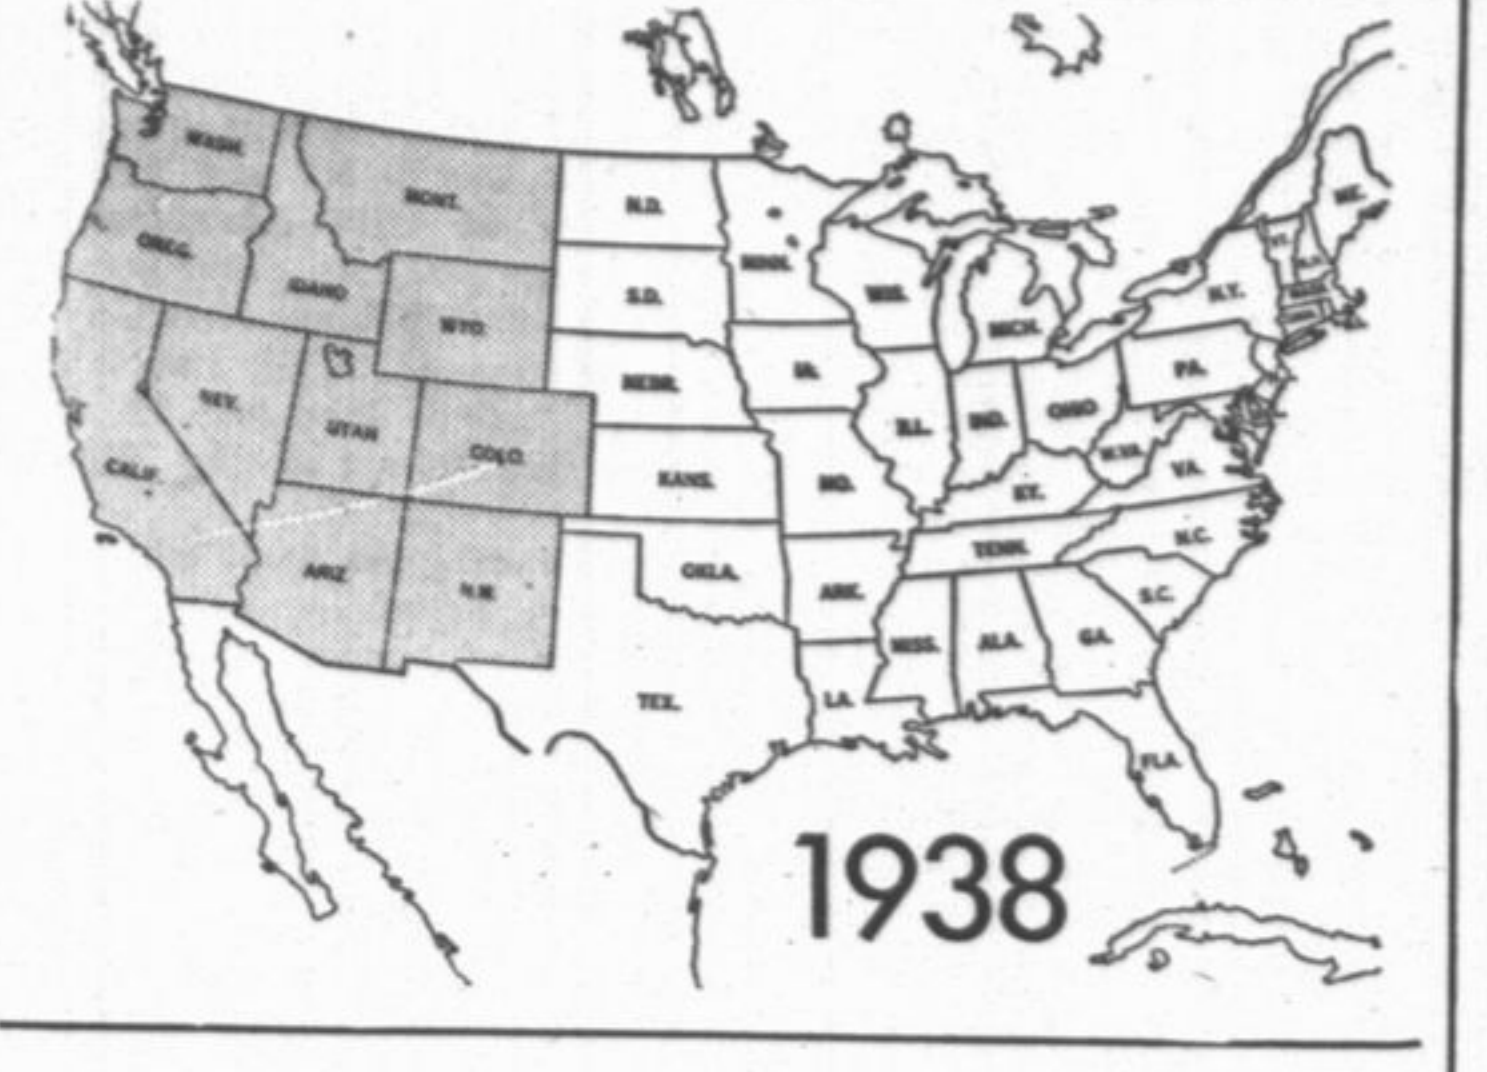 WASH.
MONT.
N.D.
MINN.
ME.
OREG.
IDAHO
WYO.
S.D.
WIS.
MICH.
N.Y.
VT.
NEV.
UTAH
COLO.
NEBR.
IA.
ILL.
IND.
OHIO
PA.
CALIF.
KANS.
MO.
KY.
W.VA.
VA.
ARIZ.
N.M.
OKLA.
ARK.
TENN.
N.C.
S.C.
TEX.
LA.
MISS.
ALA.
GA.
FLA.
1938